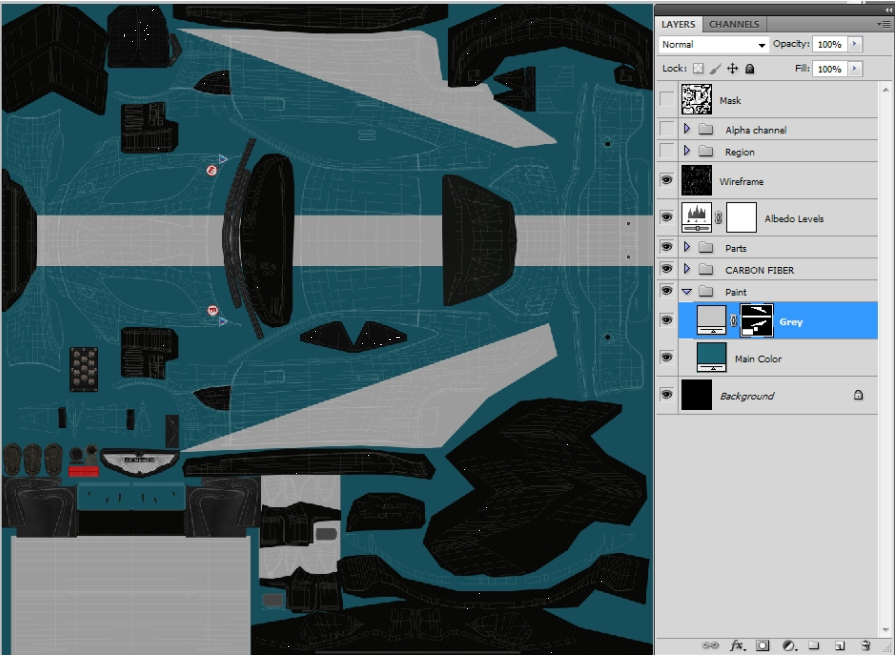 LAYERS CHANNELS
Normal Opacity: 100%
Lock: Fill: 100%
Mask
Alpha channel
Region
Wireframe
Albedo Levels
Parts
CARBON FIBER
Paint
Grey
Main Color
Background
fx